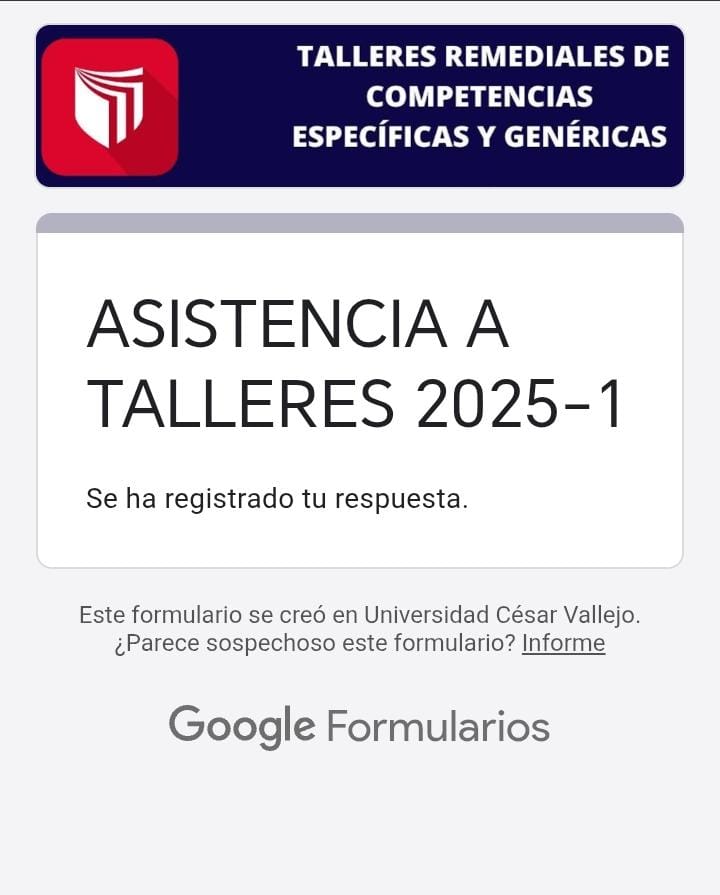 TALLERES REMEDIALES DE
COMPETENCIAS
ESPECÍFICAS Y GENÉRICAS
ASISTENCIA A
TALLERES 2025-1
Se ha registrado tu respuesta.
Este formulario se creó en Universidad César Vallejo.
¿Parece sospechoso este formulario? Informe
Google Formularios